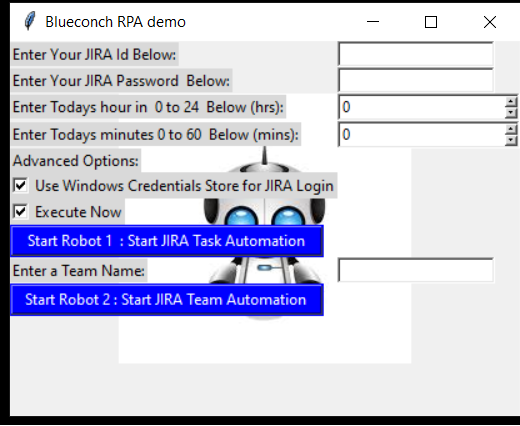 Blueconch RPA demo
Enter Your JIRA Id Below:
Enter Your JIRA Password  Below:
Enter Todays hour in  0 to 24  Below (hrs):
0
Enter Todays minutes 0 to 60  Below (mins):
0
Advanced Options:
Use Windows Credentials Store for JIRA Login
Execute Now
Start Robot 1  : Start JIRA Task Automation
Enter a Team Name:
Start Robot 2 : Start JIRA Team Automation